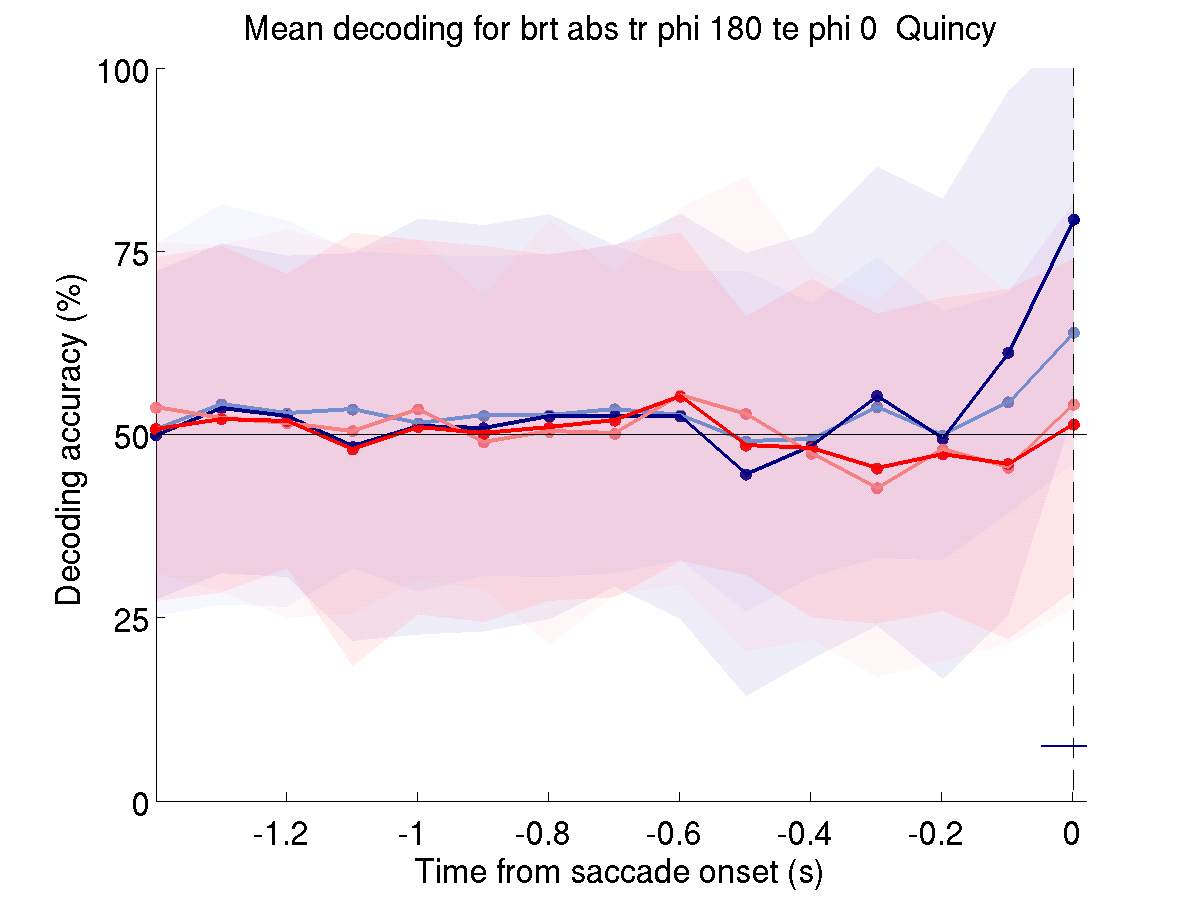 Mean decoding for brt abs tr phi 180 te phi 0  Quincy
100
75
50
25
0
Decoding accuracy (%)
-1.2 -1 -0.8 -0.6 -0.4 -0.2 0
Time from saccade onset (s)